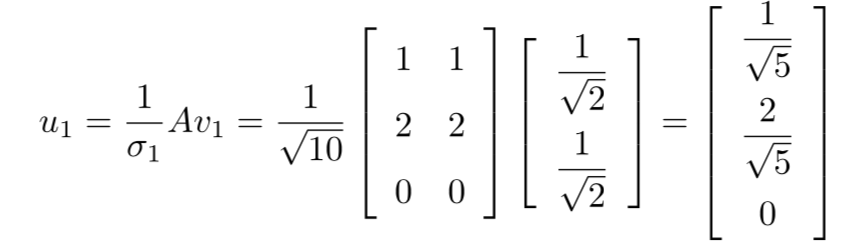 $u_1 = \frac{1}{\sigma_1} A v_1 = \frac{1}{\sqrt{10}} \begin{bmatrix} 1 & 1 \\ 2 & 2 \\ 0 & 0 \end{bmatrix} \begin{bmatrix} \frac{1}{\sqrt{2}} \\ \frac{1}{\sqrt{2}} \end{bmatrix} = \begin{bmatrix} \frac{1}{\sqrt{5}} \\ \frac{2}{\sqrt{5}} \\ 0 \end{bmatrix}$